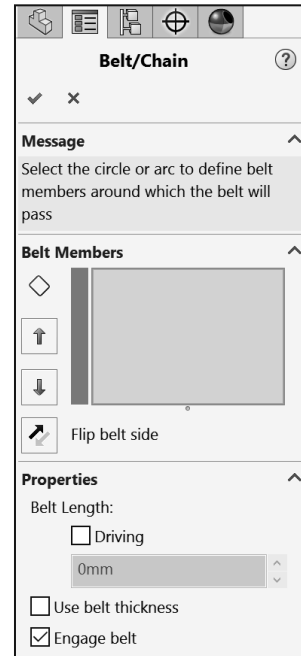 Belt/Chain
?
Message
Select the circle or arc to define belt
members around which the belt will
pass
Belt Members
Flip belt side
Properties
Belt Length:
Driving
0mm
Use belt thickness
Engage belt